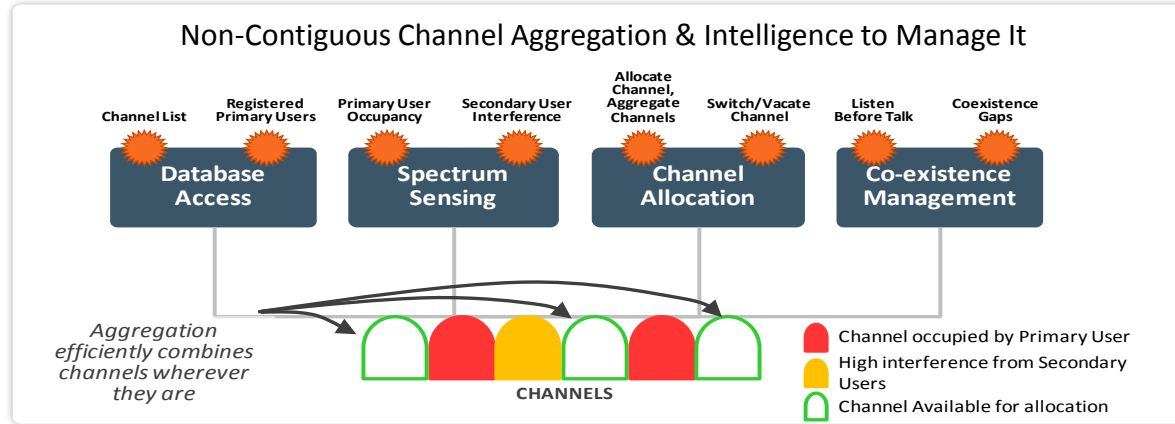 Non-Contiguous Channel Aggregation & Intelligence to Manage It
Channel List
Registered
Primary Users
Primary User
Occupancy
Secondary User
Interference
Allocate
Channel,
Aggregate
Channels
Switch/Vacate
Channel
Listen
Before Talk
Coexistence
Gaps
Database
Access
Spectrum
Sensing
Channel
Allocation
Co-existence
Management
Aggregation
efficiently combines
channels wherever
they are
CHANNELS
Channel occupied by Primary User
High interference from Secondary
Users
Channel Available for allocation